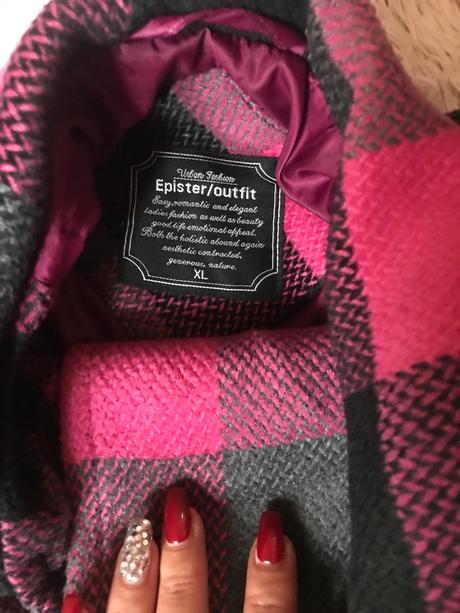 Urban Fashion
Epister/outfit
Easy,romantic and elegant
ladies fashion as well as beauty
good life emotional appeal.
Both the holistic abound again
aesthetic contracted,
generous, nature.
XL